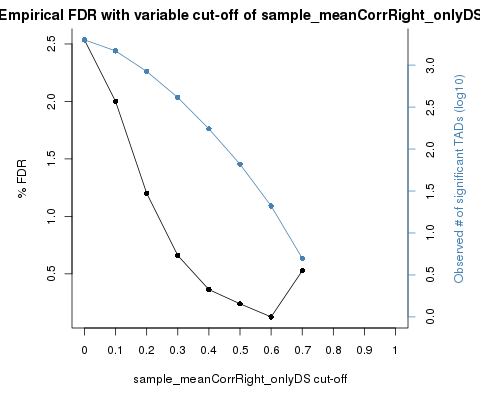 Empirical FDR with variable cut-off of sample_meanCorrRight_onlyDS
% FDR
2.5
2.0
1.5
1.0
0.5
3.0
2.5
2.0
1.5
1.0
0.5
0.0
Observed # of significant TADs (log10)
0 0.1 0.2 0.3 0.4 0.5 0.6 0.7 0.8 0.9 1
sample_meanCorrRight_onlyDS cut-off